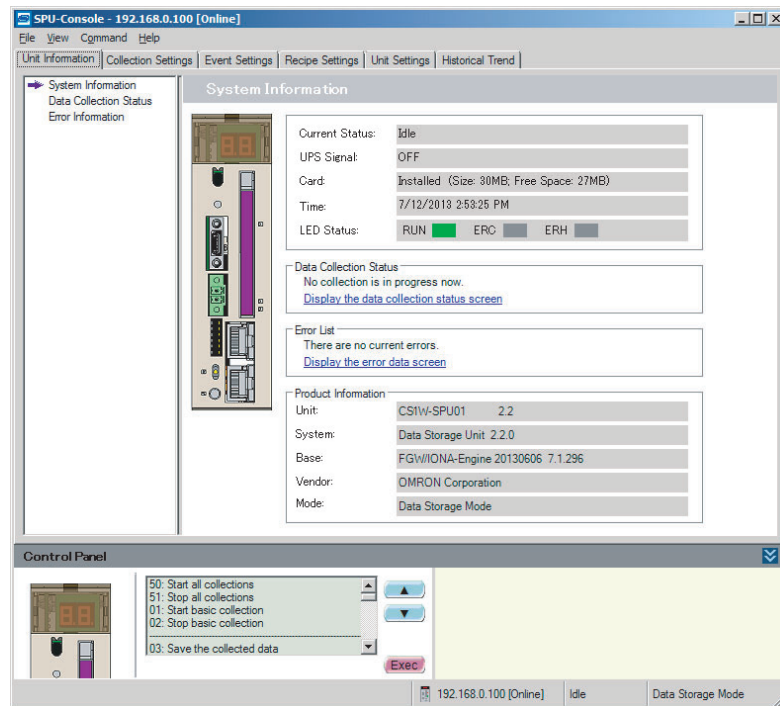 SPU-Console - 192.168.0.100 [Online]
File View Command Help
Unit Information Collection Settings Event Settings Recipe Settings Unit Settings Historical Trend
System Information
Data Collection Status
Error Information
System Information
Current Status: Idle
UPS Signal: OFF
Card: Installed (Size: 30MB; Free Space: 27MB)
Time: 7/12/2013 2:53:25 PM
LED Status: RUN ERC ERH
Data Collection Status
No collection is in progress now.
Display the data collection status screen
Error List
There are no current errors.
Display the error data screen
Product Information
Unit: CS1W-SPU01 2.2
System: Data Storage Unit 2.2.0
Base: FGW/IONA-Engine 20130606 7.1.296
Vendor: OMRON Corporation
Mode: Data Storage Mode
Control Panel
50: Start all collections
51: Stop all collections
01: Start basic collection
02: Stop basic collection
03: Save the collected data
Exec
192.168.0.100 [Online] Idle Data Storage Mode